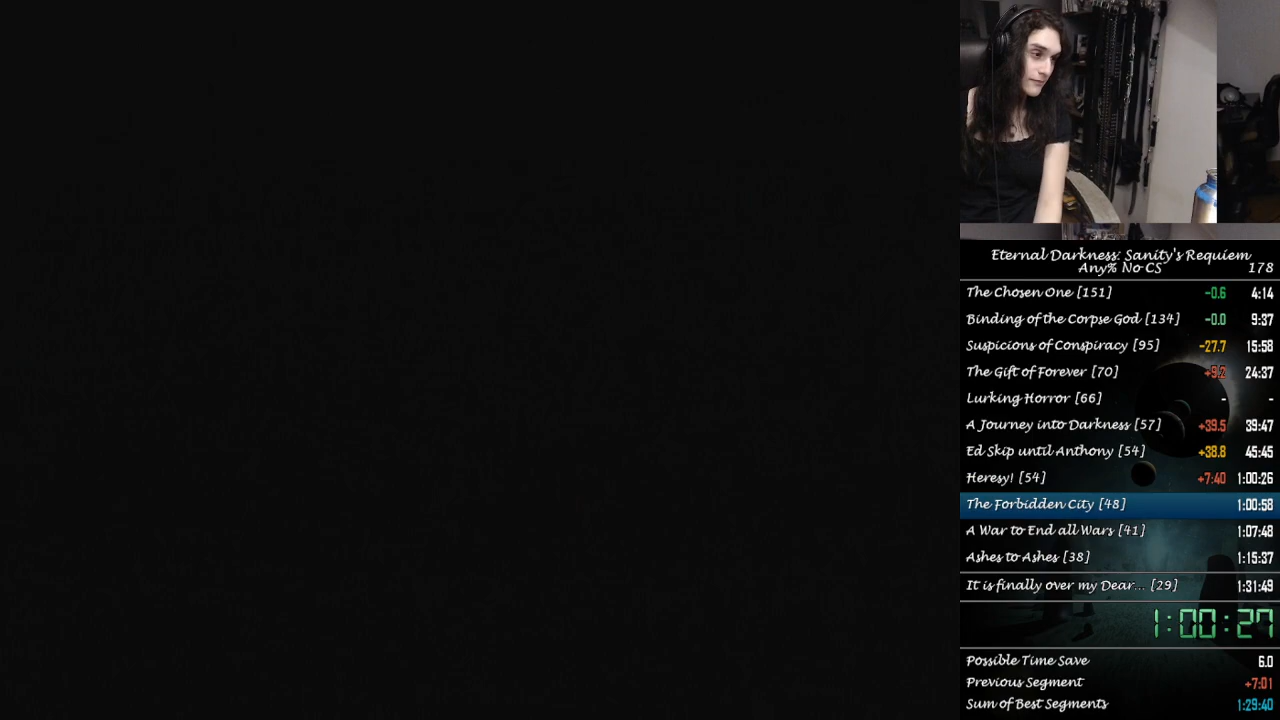 Eternal Darkness: Sanity's Requiem
Any% No CS 178
The Chosen One [151] -0.6 4:14
Binding of the Corpse God [134] -0.0 9:37
Suspicions of Conspiracy [95] -27.7 15:58
The Gift of Forever [70] +9.2 24:37
Lurking Horror [66] - -
A Journey into Darkness [57] +39.5 39:47
Ed Skip until Anthony [54] +38.8 45:45
Heresy! [54] +7:40 1:00:26
The Forbidden City [48] 1:00:58
A War to End all Wars [41] 1:07:48
Ashes to Ashes [38] 1:15:37
It is finally over my Dear... [29] 1:31:49
1:00:27
Possible Time Save 6.0
Previous Segment +7:01
Sum of Best Segments 1:29:40